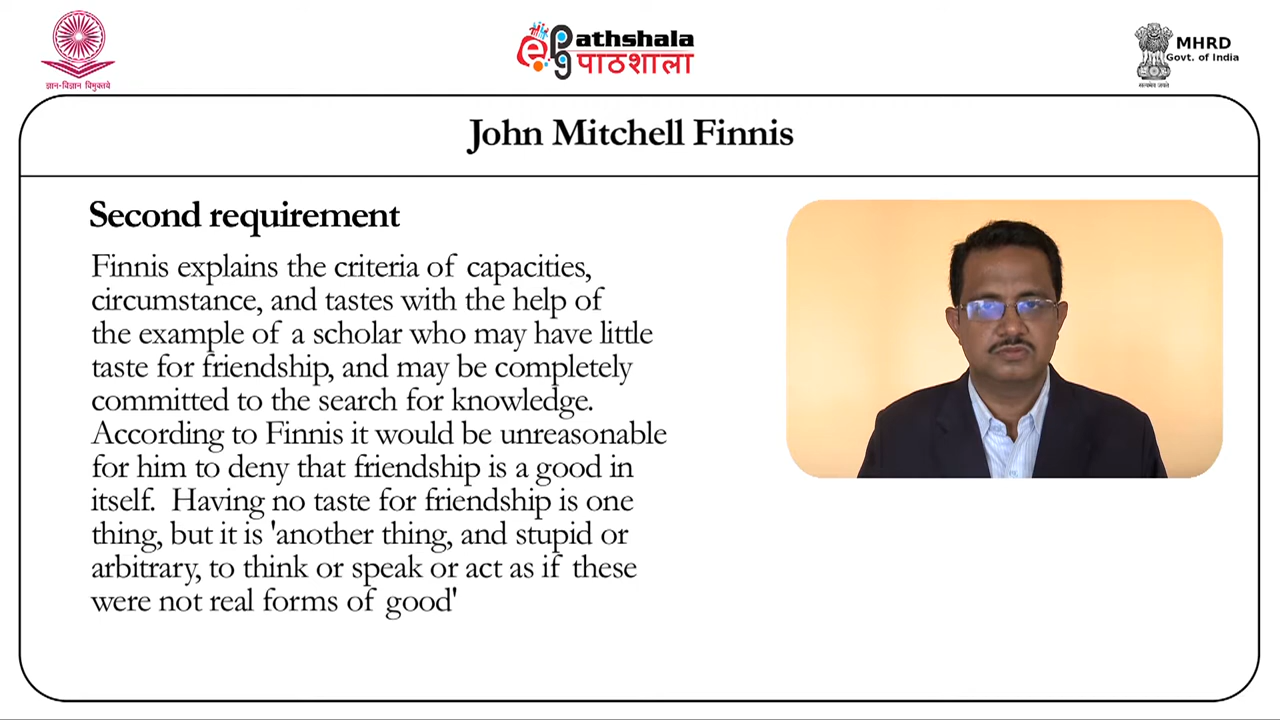 ज्ञान-विज्ञान विमुक्तये
ePg Pathshala
पाठशाला
MHRD
Govt. of India
सत्यमेव जयते
John Mitchell Finnis
Second requirement
Finnis explains the criteria of capacities,
circumstance, and tastes with the help of
the example of a scholar who may have little
taste for friendship, and may be completely
committed to the search for knowledge.
According to Finnis it would be unreasonable
for him to deny that friendship is a good in
itself. Having no taste for friendship is one
thing, but it is 'another thing, and stupid or
arbitrary, to think or speak or act as if these
were not real forms of good'